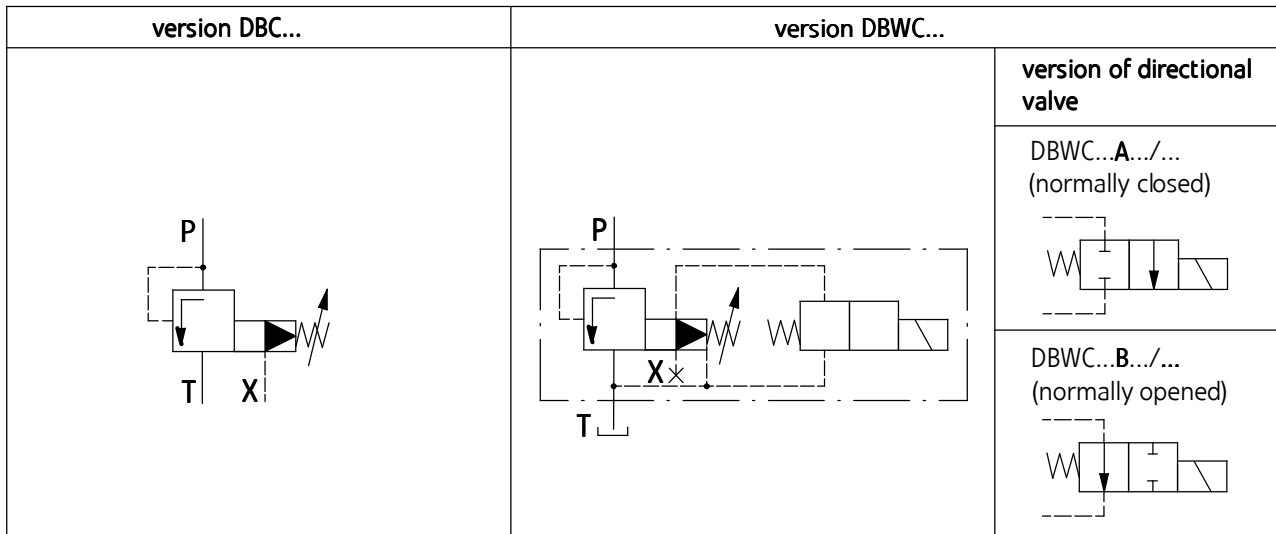 version DBC...
version DBWC...
version of directional
valve
DBWC...A.../...
(normally closed)
P
T
X
P
X
T
DBWC...B.../...
(normally opened)